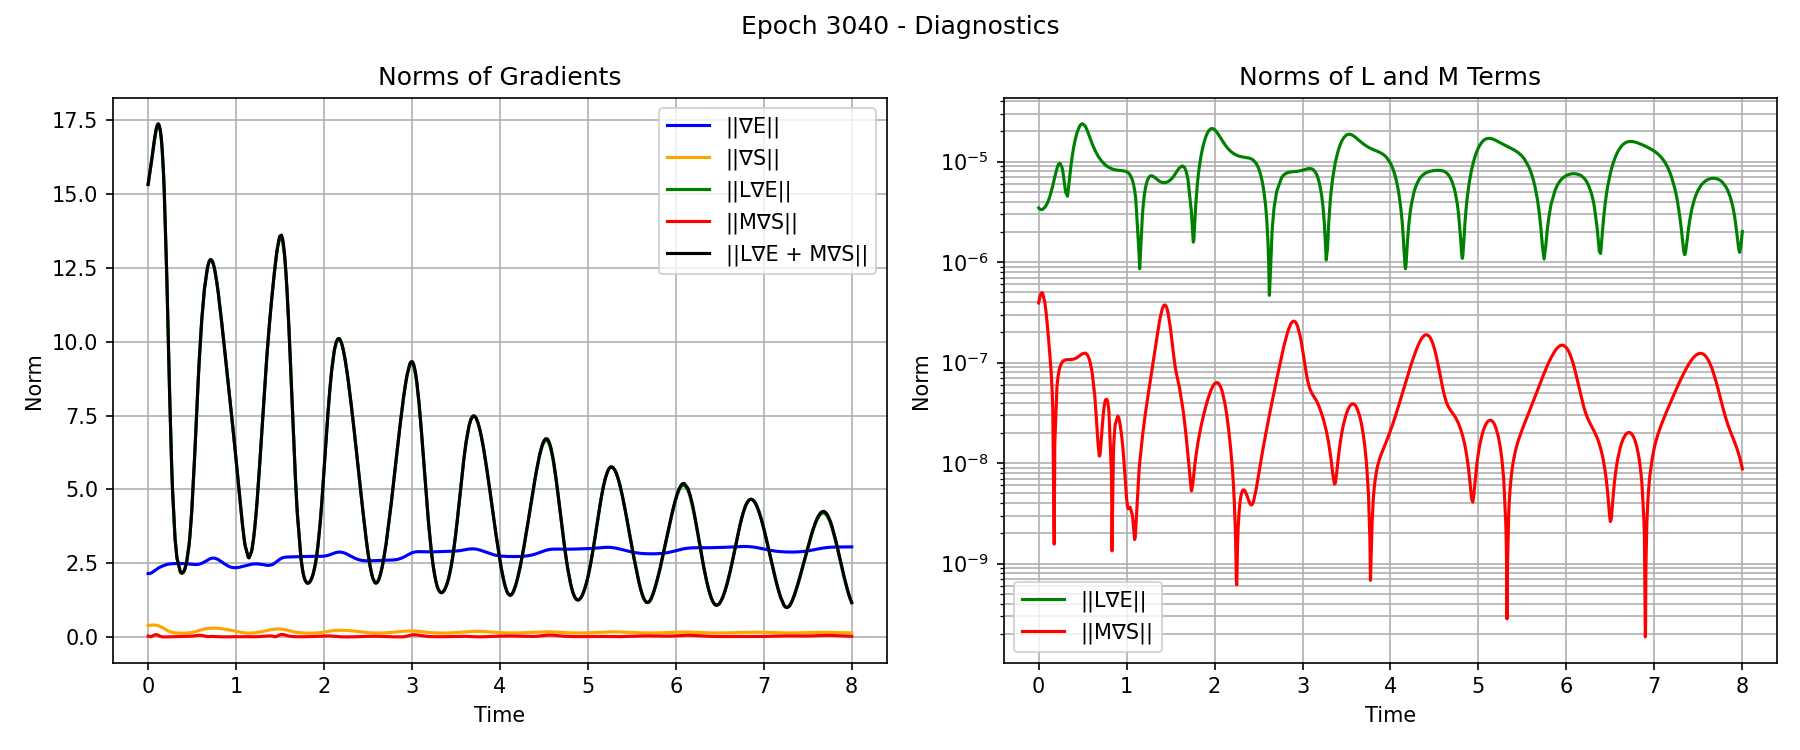 Epoch 3040 - Diagnostics
Norms of Gradients
Norm
17.5
15.0
12.5
10.0
7.5
5.0
2.5
0.0
||∇E||
||∇S||
||L∇E||
||M∇S||
||L∇E + M∇S||
0 1 2 3 4 5 6 7 8
Time
Norms of L and M Terms
Norm
10⁻⁵
10⁻⁶
10⁻⁷
10⁻⁸
10⁻⁹
||L∇E||
||M∇S||
0 1 2 3 4 5 6 7 8
Time